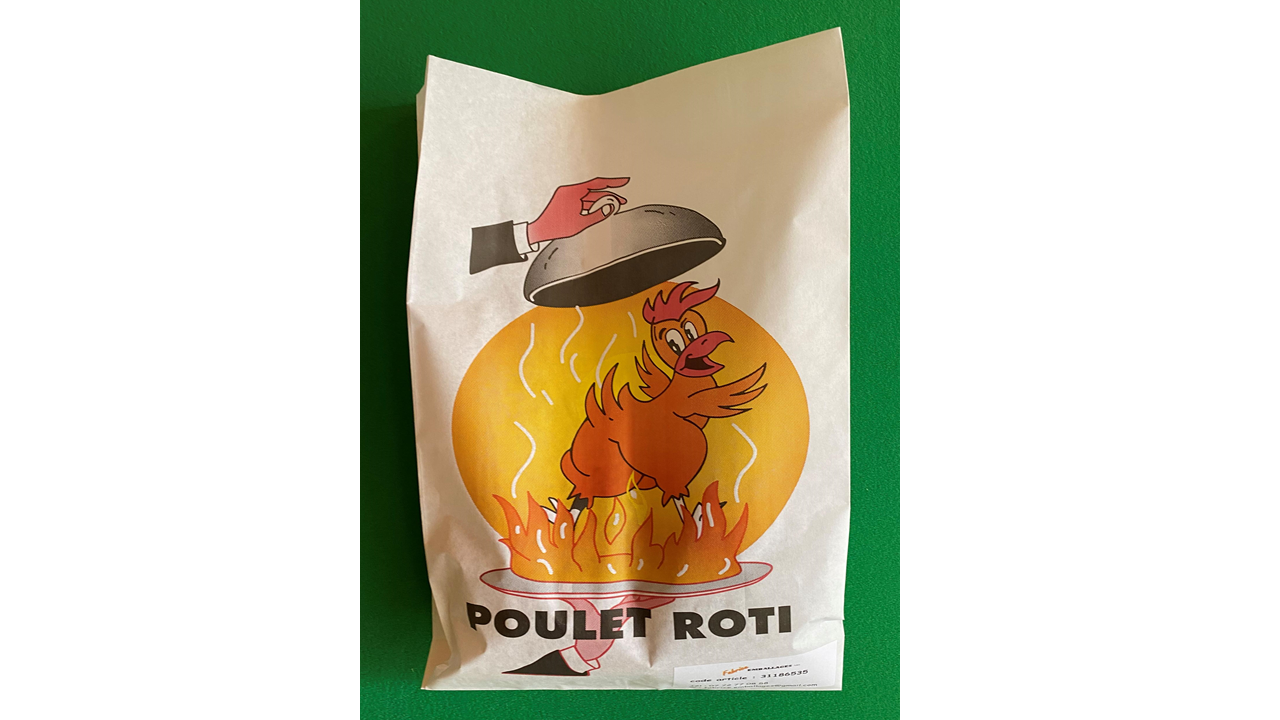 POULET ROTI
EMBALLAGES
code article : 31186535